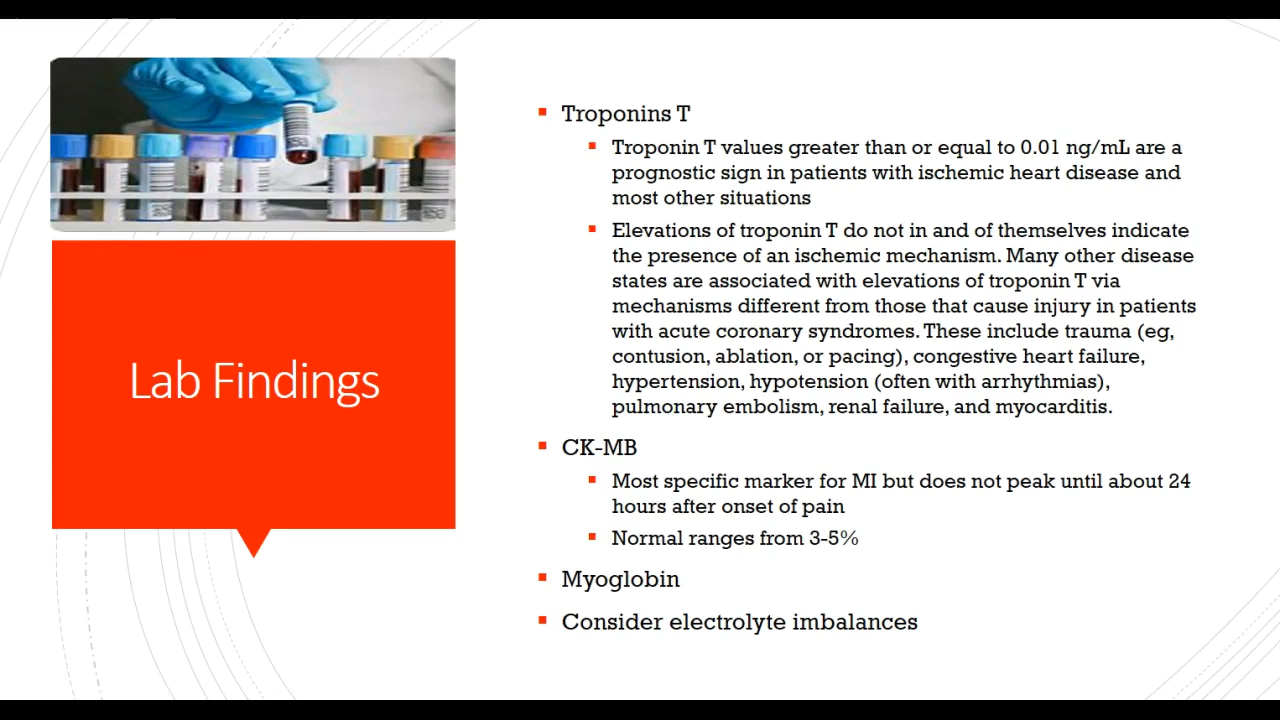 Lab Findings
Troponins T
Troponin T values greater than or equal to 0.01 ng/mL are a
prognostic sign in patients with ischemic heart disease and
most other situations
Elevations of troponin T do not in and of themselves indicate
the presence of an ischemic mechanism. Many other disease
states are associated with elevations of troponin T via
mechanisms different from those that cause injury in patients
with acute coronary syndromes. These include trauma (eg,
contusion, ablation, or pacing), congestive heart failure,
hypertension, hypotension (often with arrhythmias),
pulmonary embolism, renal failure, and myocarditis.
CK-MB
Most specific marker for MI but does not peak until about 24
hours after onset of pain
Normal ranges from 3-5%
Myoglobin
Consider electrolyte imbalances